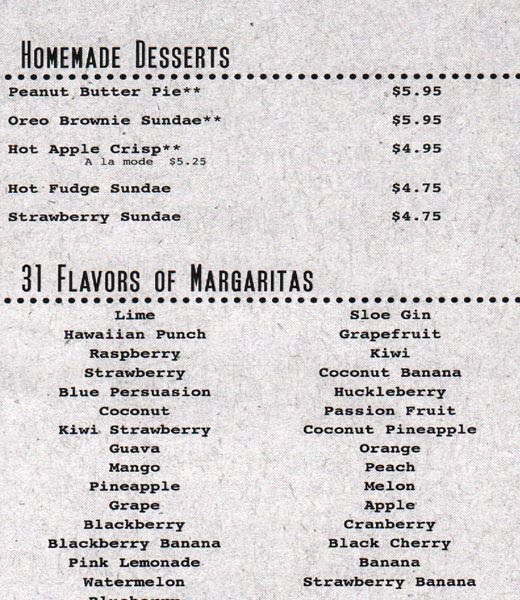 Homemade Desserts
Peanut Butter Pie** $5.95
Oreo Brownie Sundae** $5.95
Hot Apple Crisp** $4.95
A la mode $5.25
Hot Fudge Sundae $4.75
Strawberry Sundae $4.75
31 Flavors of Margaritas
Lime Sloe Gin
Hawaiian Punch Grapefruit
Raspberry Kiwi
Strawberry Coconut Banana
Blue Persuasion Huckleberry
Coconut Passion Fruit
Kiwi Strawberry Coconut Pineapple
Guava Orange
Mango Peach
Pineapple Melon
Grape Apple
Blackberry Cranberry
Blackberry Banana Black Cherry
Pink Lemonade Banana
Watermelon Strawberry Banana
Blueberry